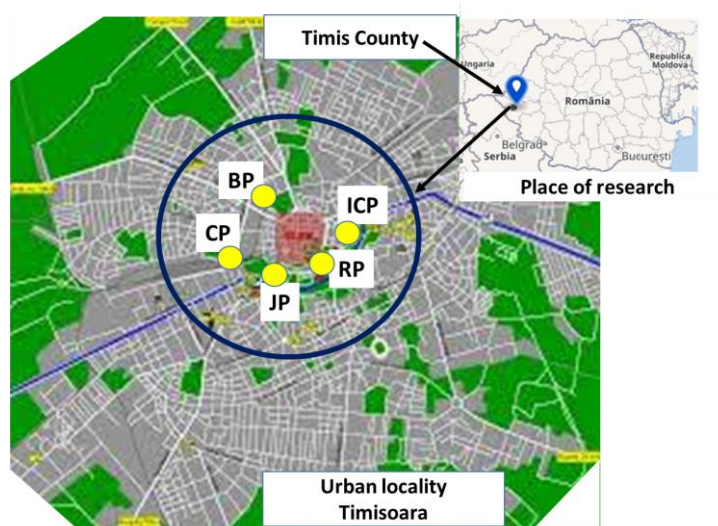 Timis County
Ungaria
Republica
Moldova
România
Belgrad
Serbia
București
Place of research
BP
ICP
CP
RP
JP
Urban locality
Timisoara